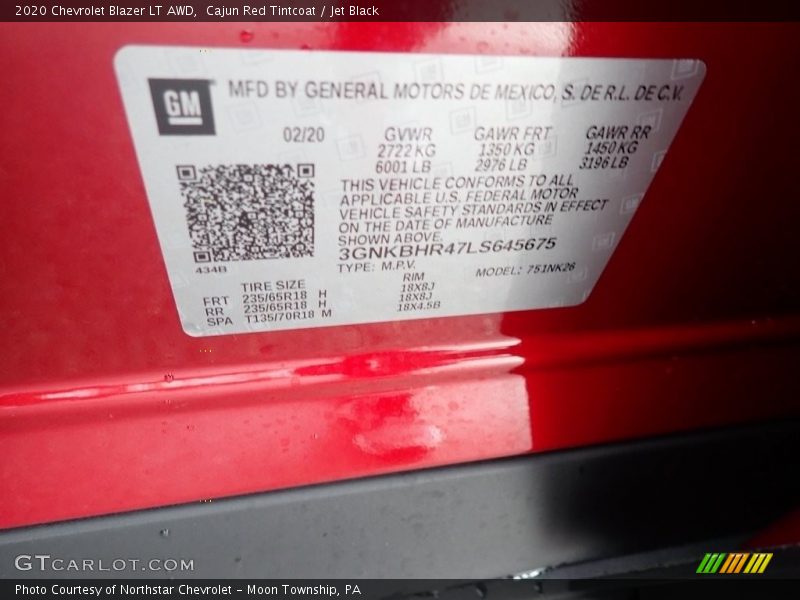 2020 Chevrolet Blazer LT AWD,  Cajun Red Tintcoat / Jet Black
GM
MFD BY GENERAL MOTORS DE MEXICO, S. DE R.L. DE C.V.
02/20 GVWR GAWR FRT GAWR RR
2722 KG 1350 KG 1450 KG
6001 LB 2976 LB 3196 LB
THIS VEHICLE CONFORMS TO ALL
APPLICABLE U.S. FEDERAL MOTOR
VEHICLE SAFETY STANDARDS IN EFFECT
ON THE DATE OF MANUFACTURE
SHOWN ABOVE.
3GNKBHR47LS645675
434B TYPE: M.P.V. MODEL: 751NK26
TIRE SIZE RIM
FRT 235/65R18 H 18X8J
RR 235/65R18 H 18X8J
SPA T135/70R18 M 18X4.5B
GTCARLOT.COM
Photo Courtesy of Northstar Chevrolet - Moon Township, PA